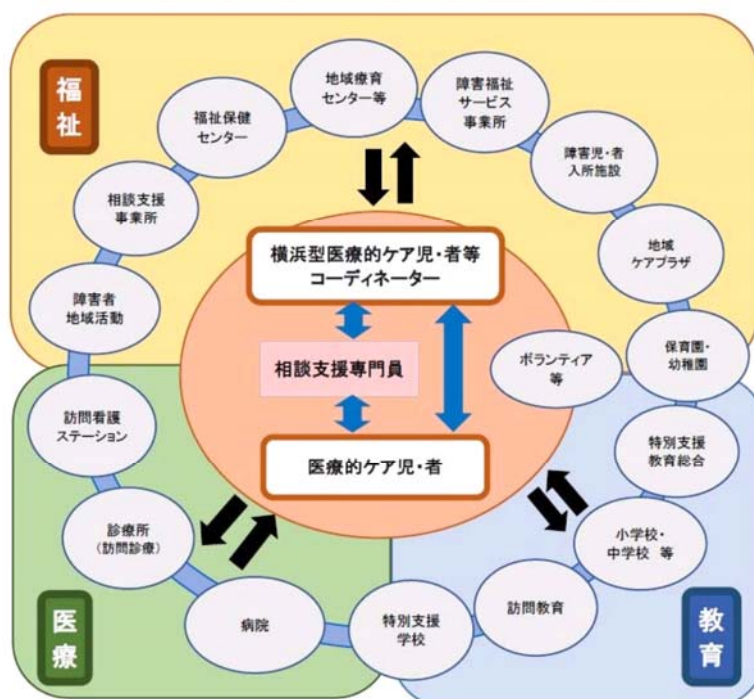 福祉
地域療育
センター等
障害福祉
サービス
事業所
福祉保健
センター
障害児・者
入所施設
相談支援
事業所
地域
ケアプラザ
横浜型医療的ケア児・者等
コーディネーター
障害者
地域活動
相談支援専門員
ボランティア
等
保育園・
幼稚園
医療的ケア児・者
訪問看護
ステーション
特別支援
教育総合
診療所
（訪問診療）
小学校・
中学校 等
病院
特別支援
学校
訪問教育
医療
教育